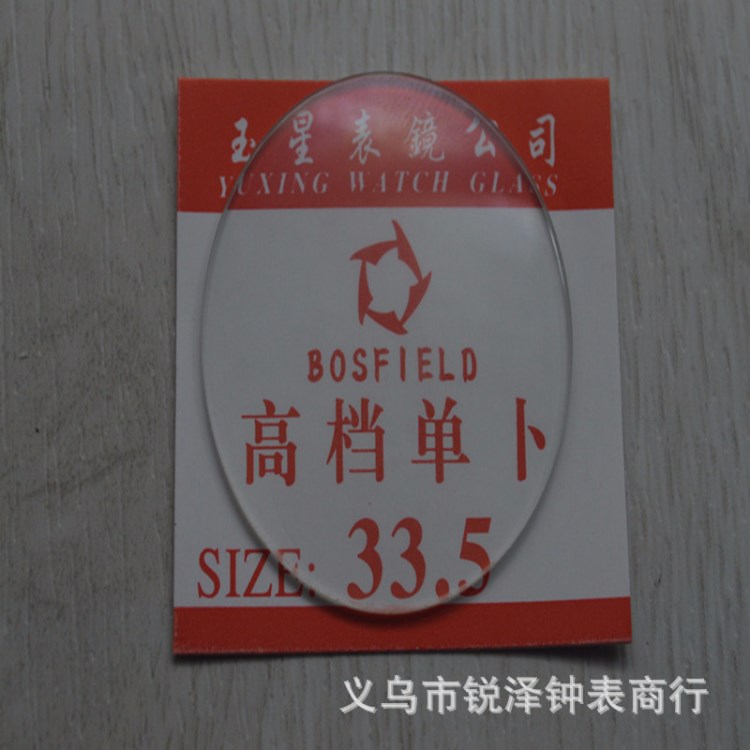 玉星表鏡公司
YUXING WATCH GLASS
BOSFIELD
高档单卜
SIZE: 33.5
义乌市锐泽钟表商行